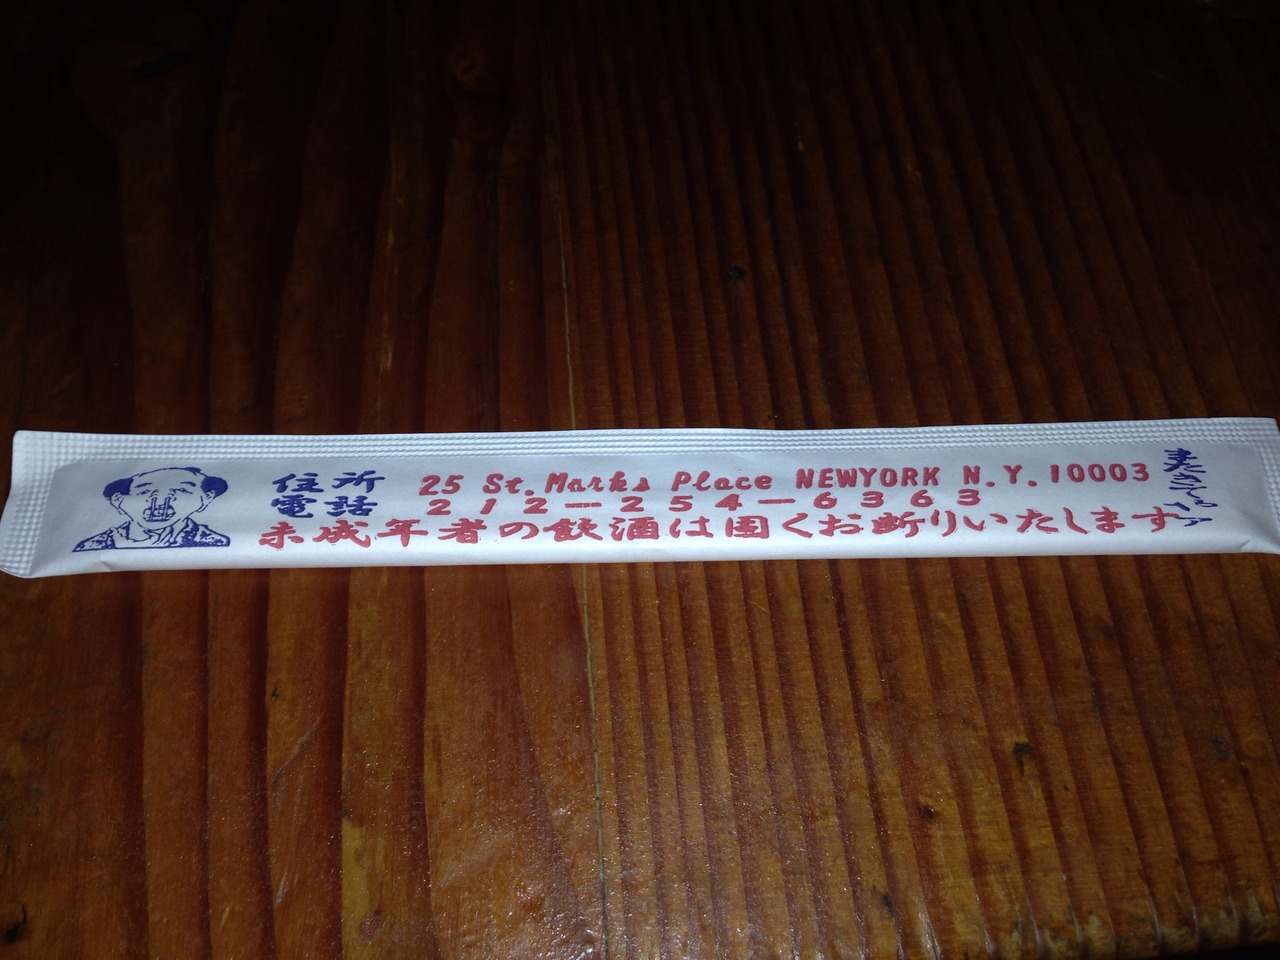 住所 25 St. Marks Place NEWYORK N.Y. 10003
電話 212-254-6363
未成年者の飲酒は固くお断りいたします